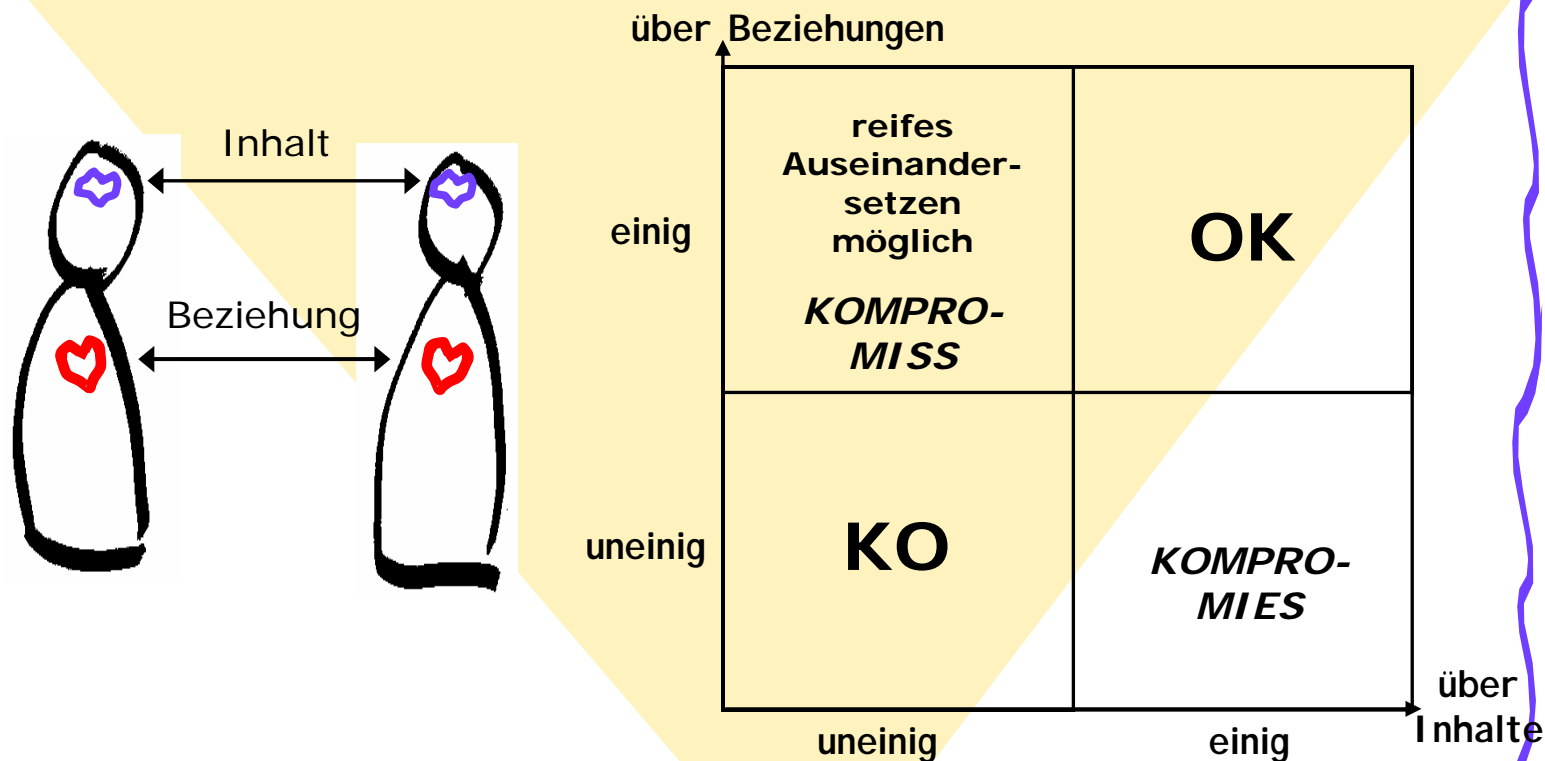 über Beziehungen
Inhalt
Beziehung
einig
reifes
Auseinander-
setzen
möglich
KOMPRO-
MISS
OK
uneinig
KO
KOMPRO-
MIES
über
Inhalte
uneinig
einig